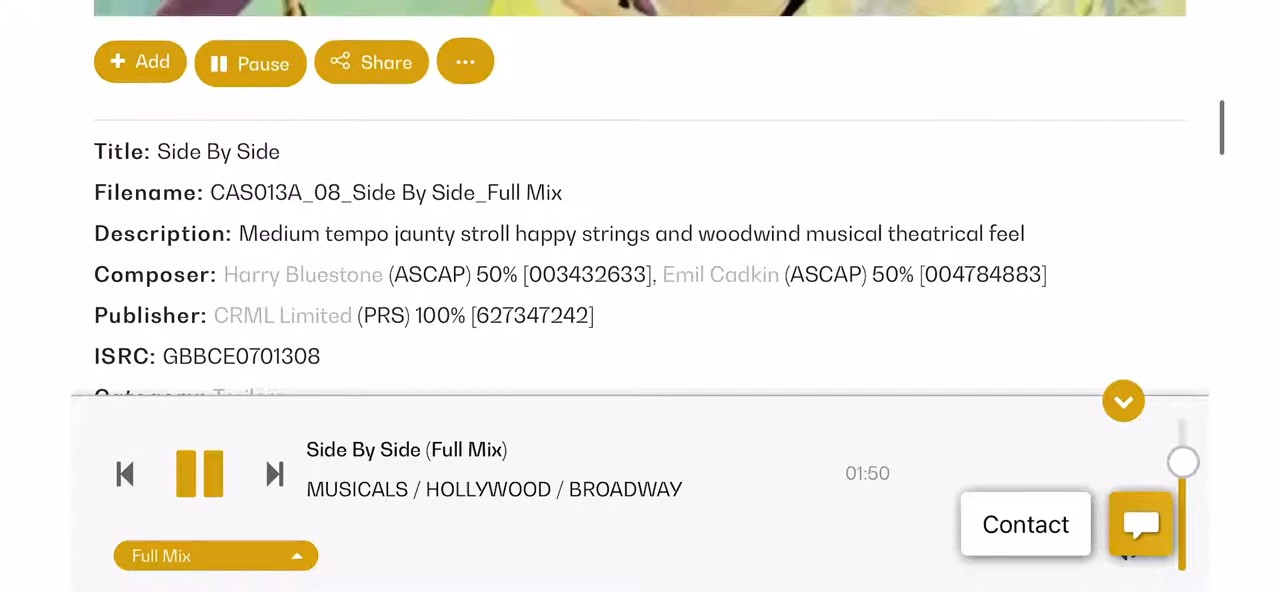 Add
Pause
Share
Title: Side By Side
Filename: CAS013A_08_Side By Side_Full Mix
Description: Medium tempo jaunty stroll happy strings and woodwind musical theatrical feel
Composer: Harry Bluestone (ASCAP) 50% [003432633], Emil Cadkin (ASCAP) 50% [004784883]
Publisher: CRML Limited (PRS) 100% [627347242]
ISRC: GBBCE0701308
Side By Side (Full Mix)
MUSICALS / HOLLYWOOD / BROADWAY
01:50
Contact
Full Mix